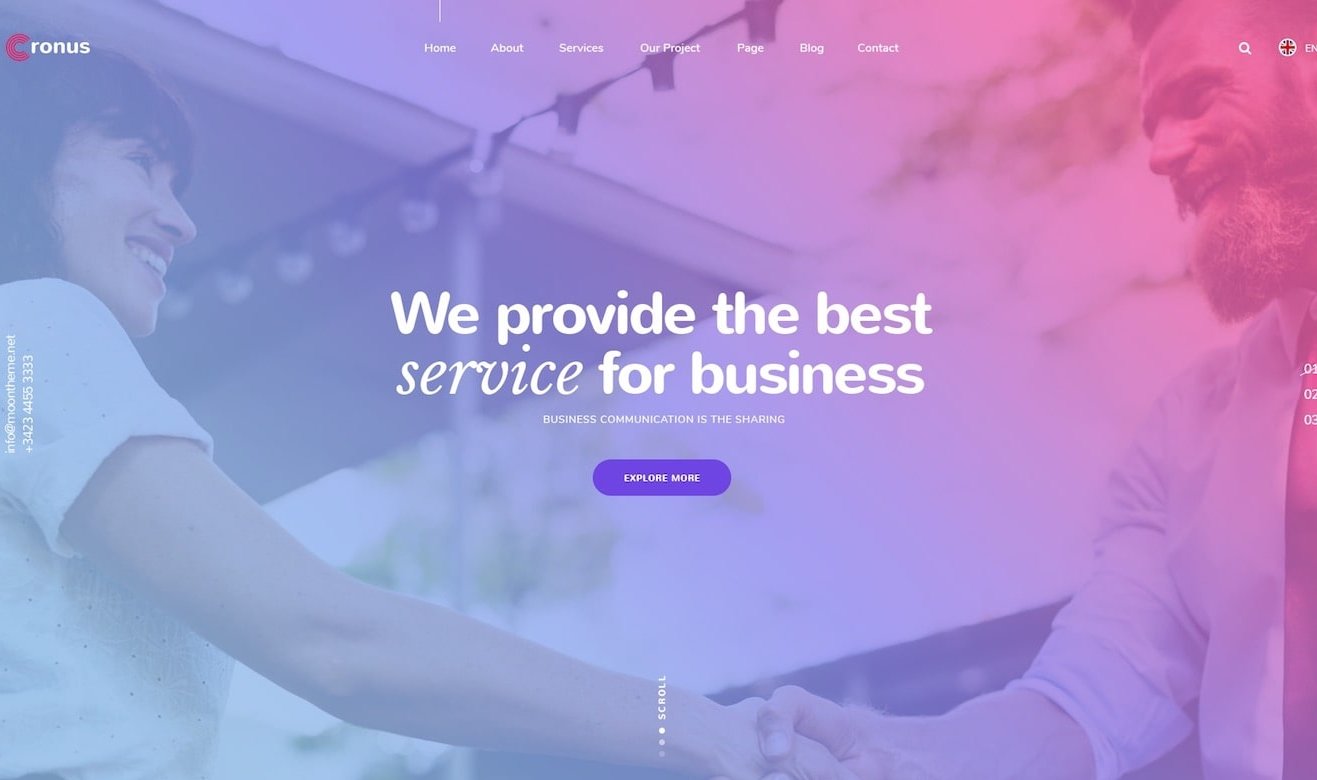 Cronus
Home About Services Our Project Page Blog Contact
EN
We provide the best
service for business
BUSINESS COMMUNICATION IS THE SHARING
EXPLORE MORE
info@moontheme.net
+3423 4455 3333
01
02
03
SCROLL